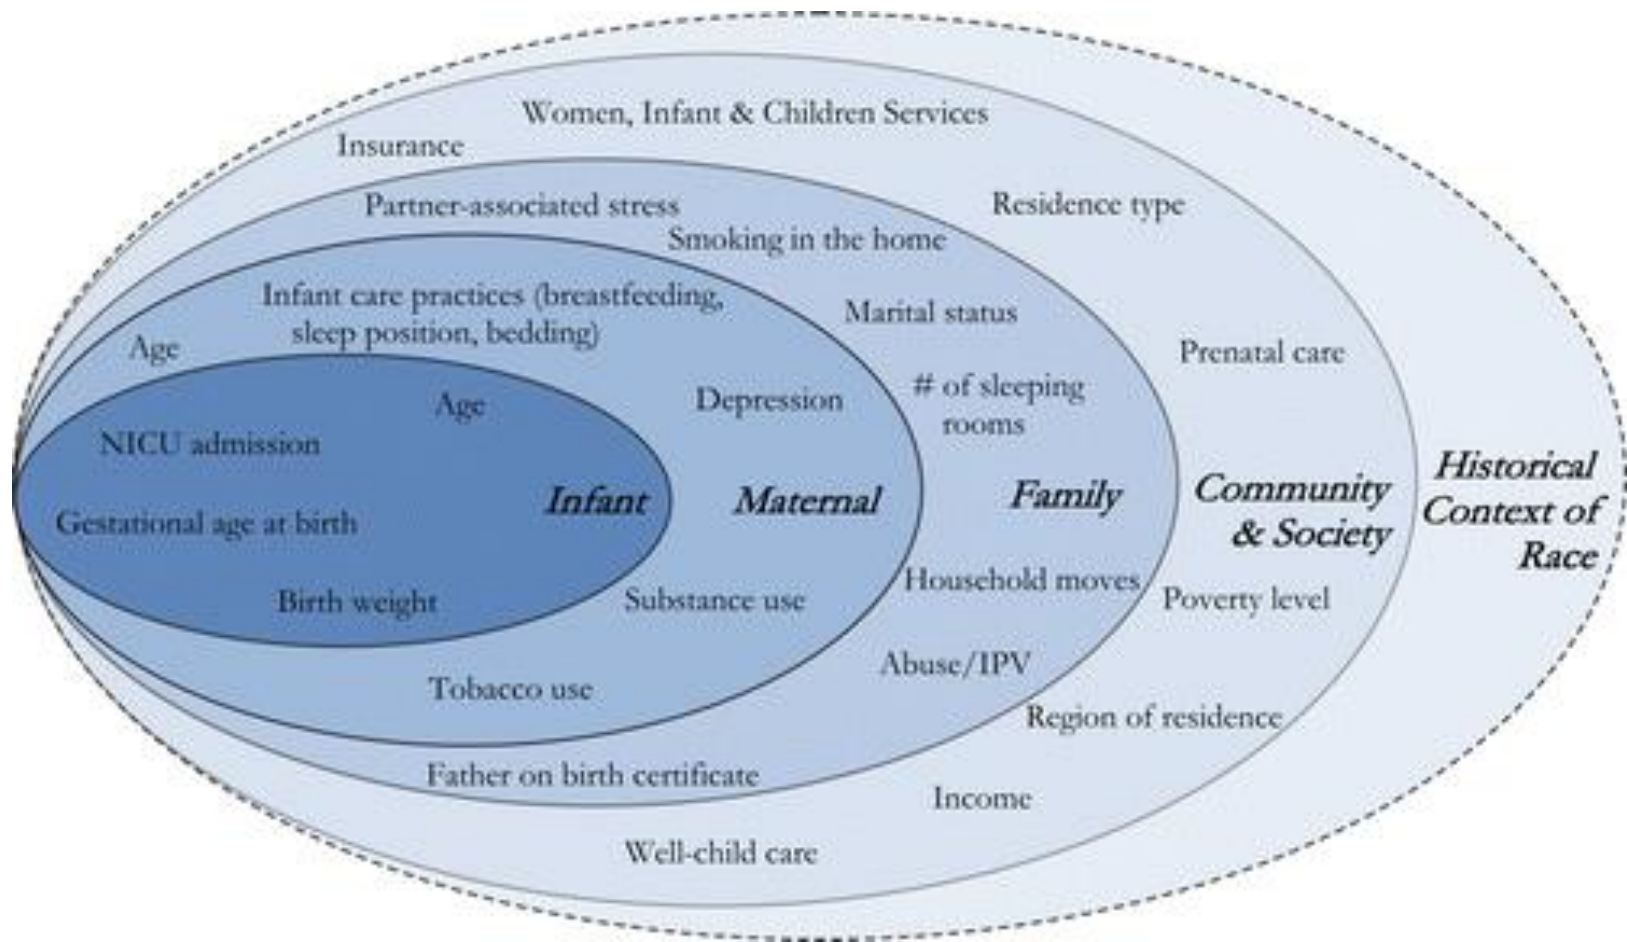 Women, Infant & Children Services
Insurance
Partner-associated stress
Residence type
Smoking in the home
Infant care practices (breastfeeding,
sleep position, bedding)
Marital status
Age
Prenatal care
Age
Depression
# of sleeping
rooms
NICU admission
Infant
Maternal
Family
Community
& Society
Historical
Context of
Race
Gestational age at birth
Birth weight
Substance use
Household moves
Poverty level
Abuse/IPV
Tobacco use
Region of residence
Father on birth certificate
Income
Well-child care